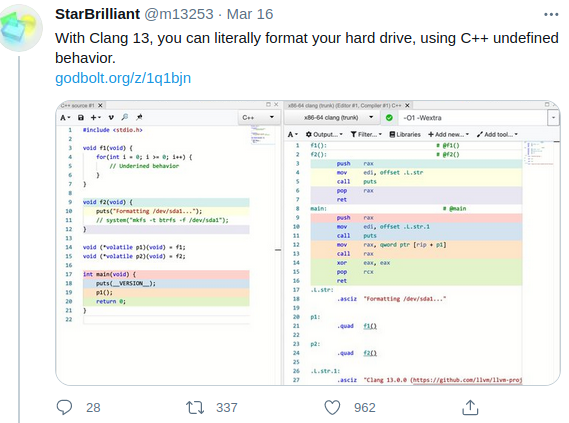 StarBrilliant @m13253 · Mar 16
With Clang 13, you can literally format your hard drive, using C++ undefined
behavior.
godbolt.org/z/1q1bjn
C++ source #1
A
C++
1 #include <stdio.h>
2
3 void f1(void) {
4 for(int i = 0; i >= 0; i++) {
5 // Underined behavior
6 }
7 }
8
9 void f2(void) {
10 puts("Formatting /dev/sda1...");
11 // system("mkfs -t btrfs -f /dev/sda1");
12 }
13
14 void (*volatile p1)(void) = f1;
15 void (*volatile p2)(void) = f2;
16
17 int main(void) {
18 puts(__VERSION__);
19 p1();
20 return 0;
21 }
22
x86-64 clang (trunk) (Editor #1, Compiler #1) C++
x86-64 clang (trunk)
-O1 -Wextra
A Output... Filter... Libraries + Add new... Add tool...
1 f1(): # @f1()
2 f2(): # @f2()
3 push rax
4 mov edi, offset .L.str
5 call puts
6 pop rax
7 ret
8 main: # @main
9 push rax
10 mov edi, offset .L.str.1
11 call puts
12 mov rax, qword ptr [rip + p1]
13 call rax
14 xor eax, eax
15 pop rcx
16 ret
17 .L.str:
18 .asciz "Formatting /dev/sda1..."
19
20 p1:
21 .quad f1()
22
23 p2:
24 .quad f2()
25
26 .L.str.1:
27 .asciz "Clang 13.0.0 (https://github.com/llvm/llvm-proj
28 337 962